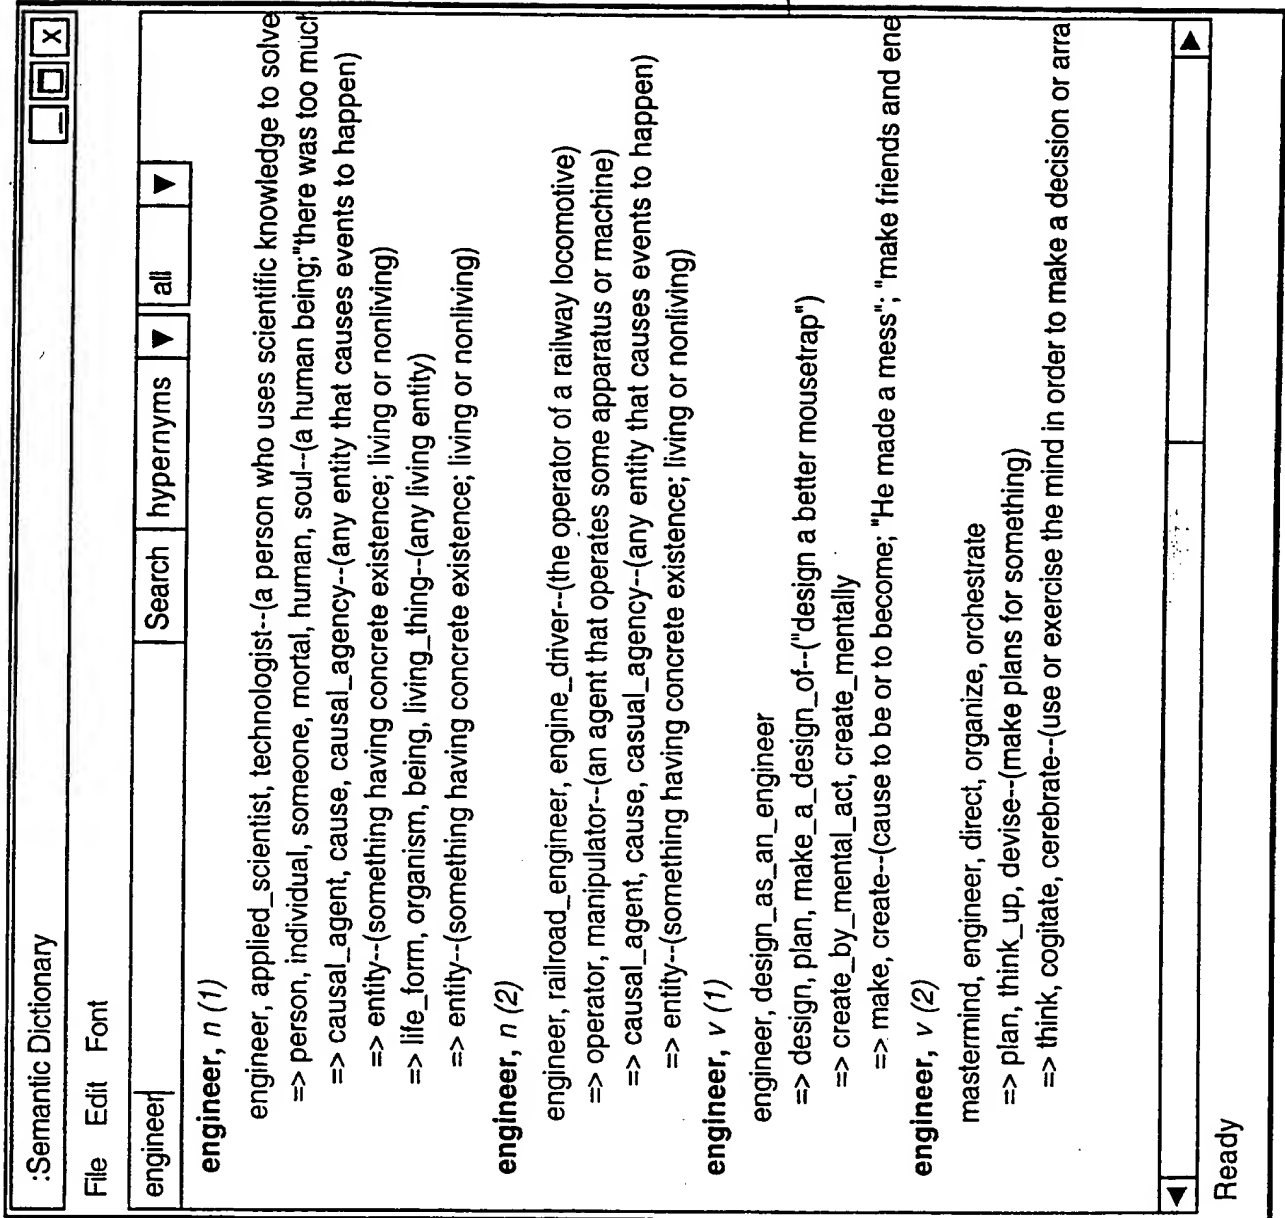 :Semantic Dictionary
_ X
File Edit Font
engineer Search hypernyms ▼ all ▼
engineer, n (1)
engineer, applied_scientist, technologist--(a person who uses scientific knowledge to solve
=> person, individual, someone, mortal, human, soul--(a human being;"there was too much
=> causal_agent, cause, causal_agency--(any entity that causes events to happen)
=> entity--(something having concrete existence; living or nonliving)
=> life_form, organism, being, living_thing--(any living entity)
=> entity--(something having concrete existence; living or nonliving)
engineer, n (2)
engineer, railroad_engineer, engine_driver--(the operator of a railway locomotive)
=> operator, manipulator--(an agent that operates some apparatus or machine)
=> causal_agent, cause, casual_agency--(any entity that causes events to happen)
=> entity--(something having concrete existence; living or nonliving)
engineer, v (1)
engineer, design_as_an_engineer
=> design, plan, make_a_design_of--("design a better mousetrap")
=> create_by_mental_act, create_mentally
=> make, create--(cause to be or to become; "He made a mess"; "make friends and ene
engineer, v (2)
mastermind, engineer, direct, organize, orchestrate
=> plan, think_up, devise--(make plans for something)
=> think, cogitate, cerebrate--(use or exercise the mind in order to make a decision or arra
Ready